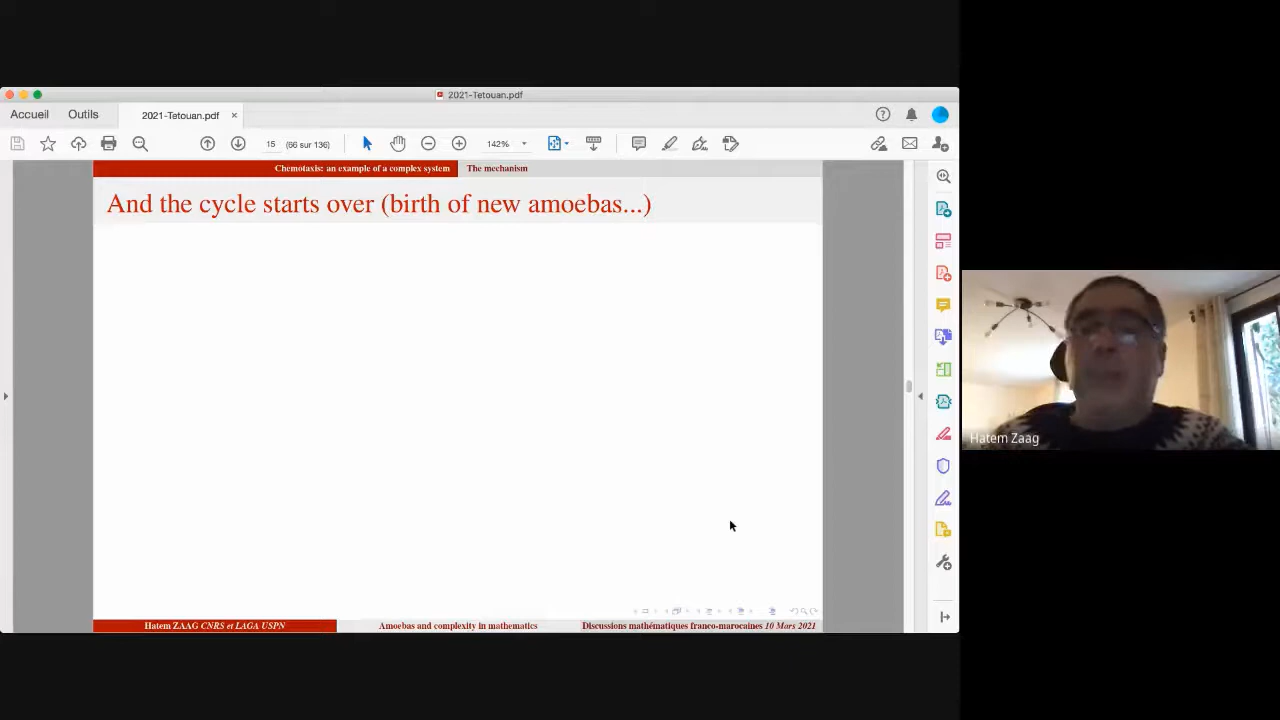 2021-Tetouan.pdf
Accueil Outils 2021-Tetouan.pdf ×
15 (66 sur 136) 142%
Chemotaxis: an example of a complex system The mechanism
And the cycle starts over (birth of new amoebas...)
Hatem Zaag
Hatem ZAAG CNRS et LAGA USPN Amoebas and complexity in mathematics Discussions mathématiques franco-marocaines 10 Mars 2021